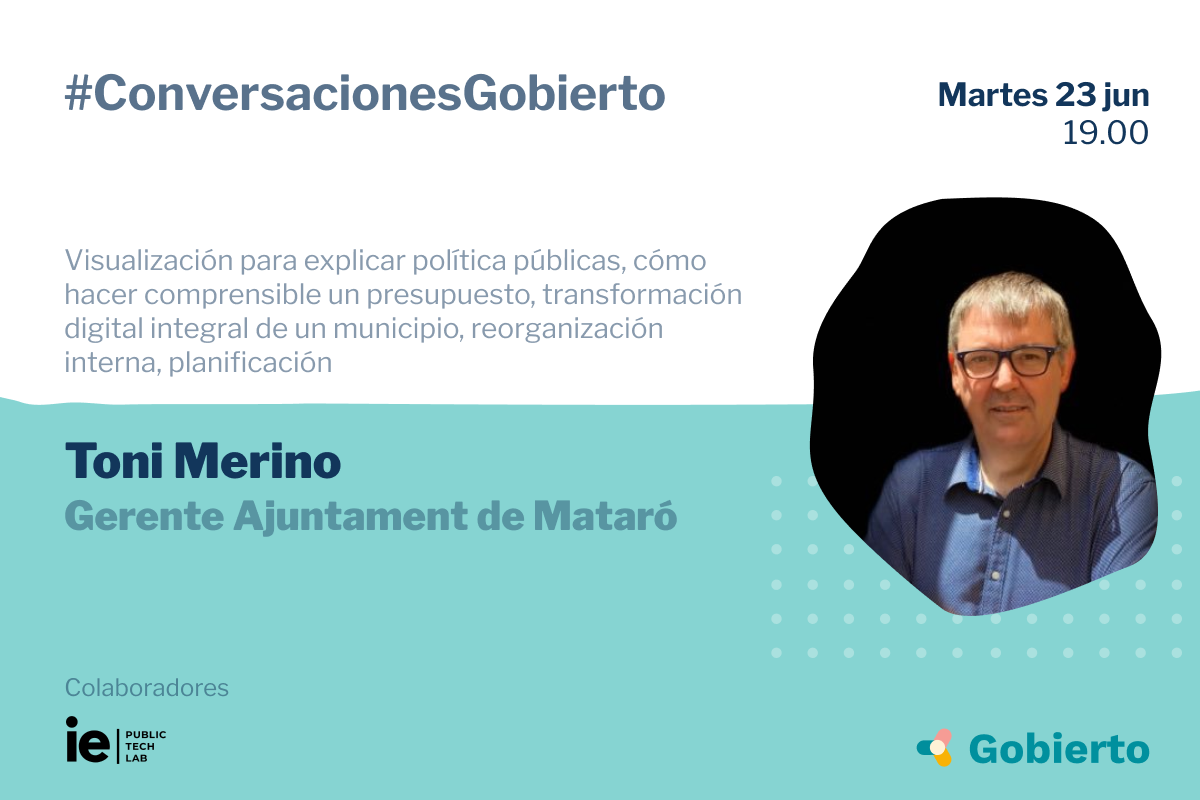 #ConversacionesGobierto
Martes 23 jun
19.00
Visualización para explicar política públicas, cómo
hacer comprensible un presupuesto, transformación
digital integral de un municipio, reorganización
interna, planificación
Toni Merino
Gerente Ajuntament de Mataró
Colaboradores
ie
PUBLIC
TECH
LAB
Gobierto